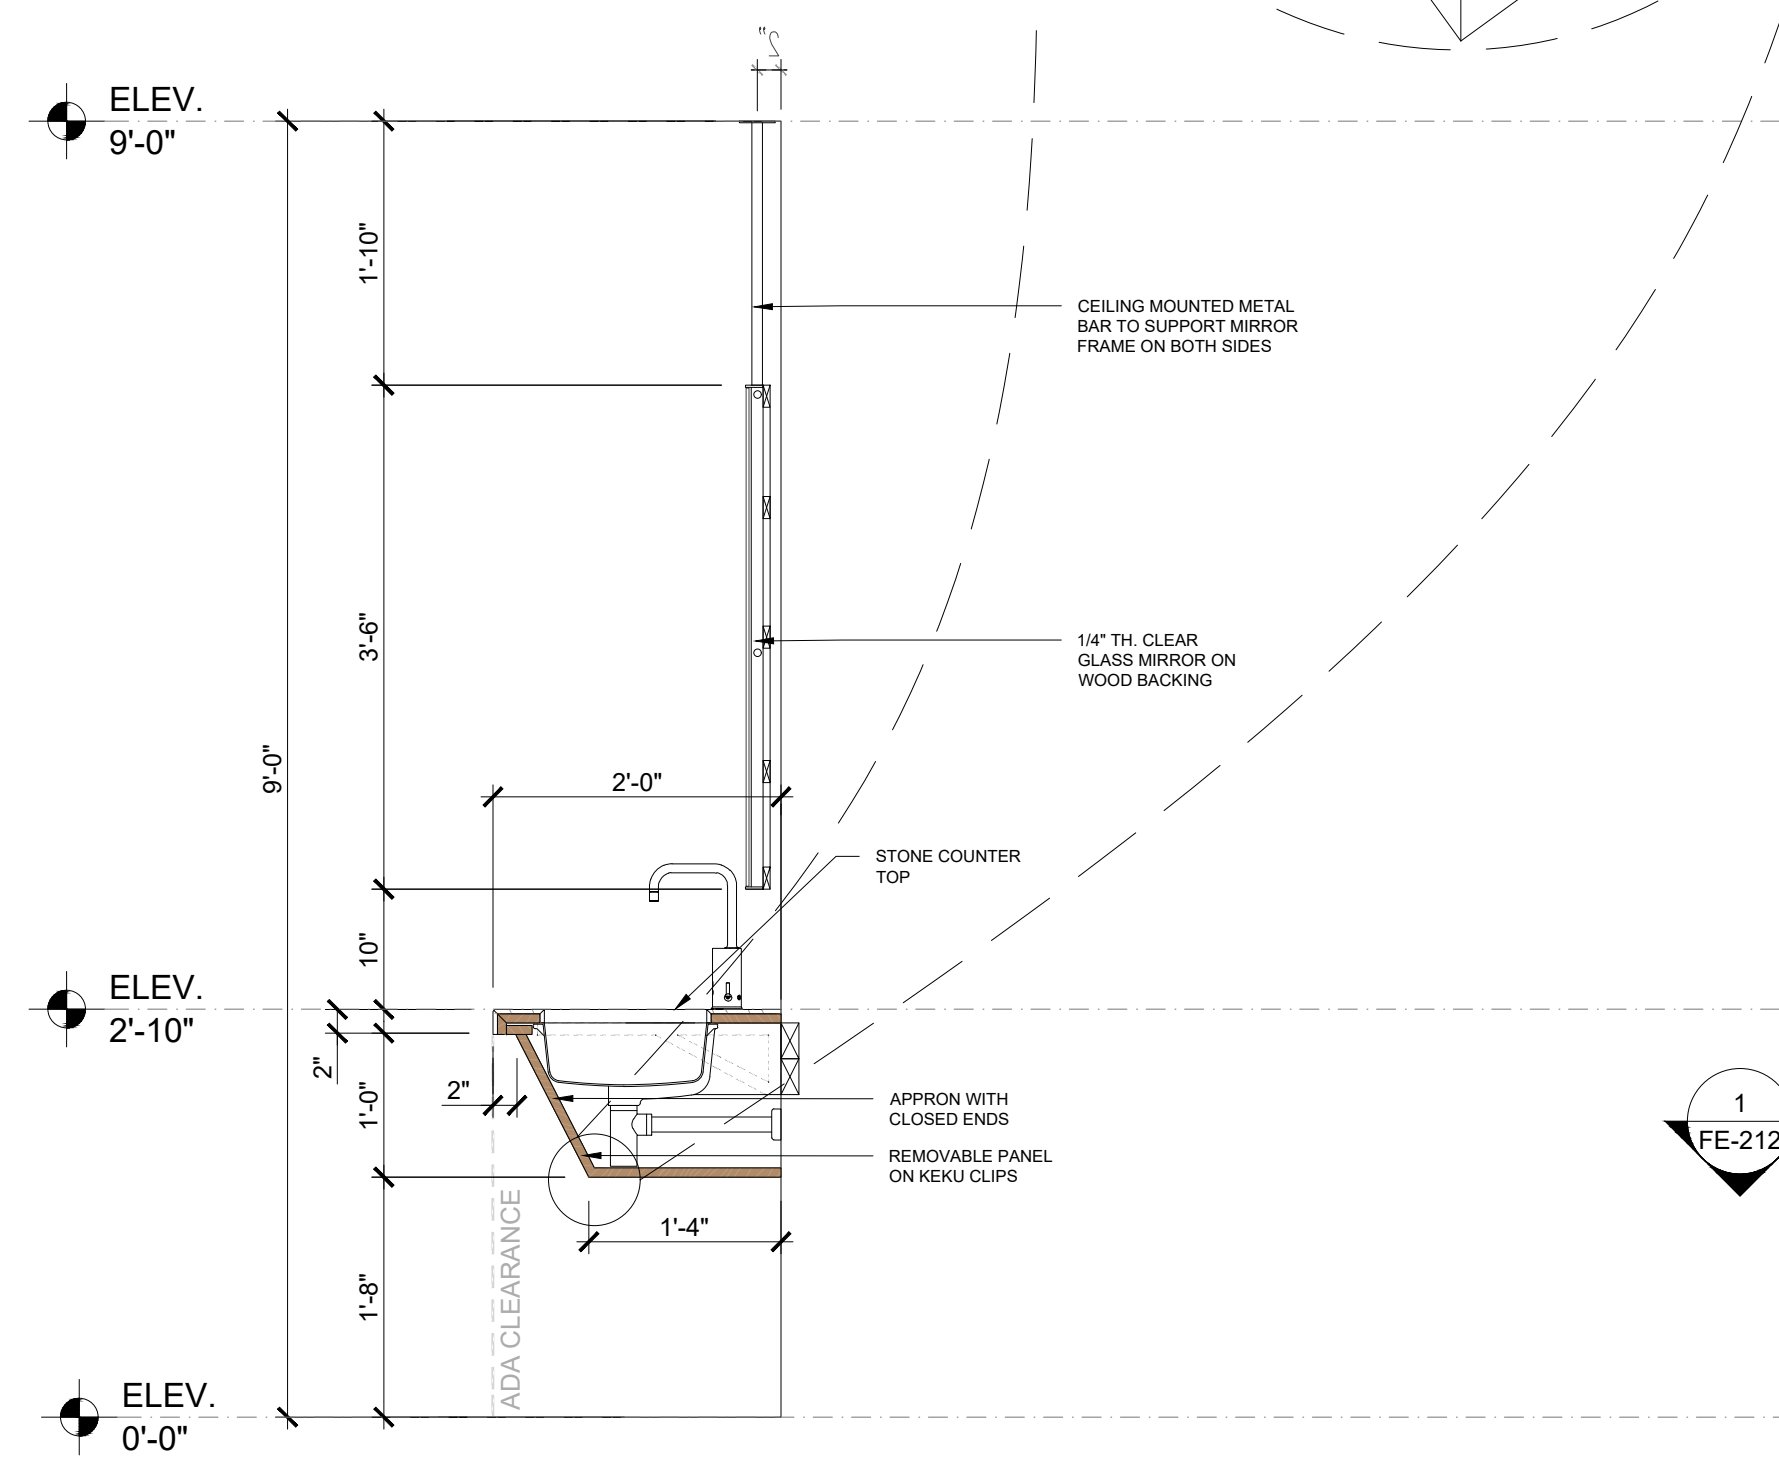 2"
ELEV.
9'-0"
1'-10"
CEILING MOUNTED METAL
BAR TO SUPPORT MIRROR
FRAME ON BOTH SIDES
3'-6"
1/4" TH. CLEAR
GLASS MIRROR ON
WOOD BACKING
9'-0"
2'-0"
STONE COUNTER
TOP
10"
ELEV.
2'-10"
2"
1'-0"
2"
APPRON WITH
CLOSED ENDS
REMOVABLE PANEL
ON KEKU CLIPS
1
FE-212
1'-4"
ADA CLEARANCE
1'-8"
ELEV.
0'-0"